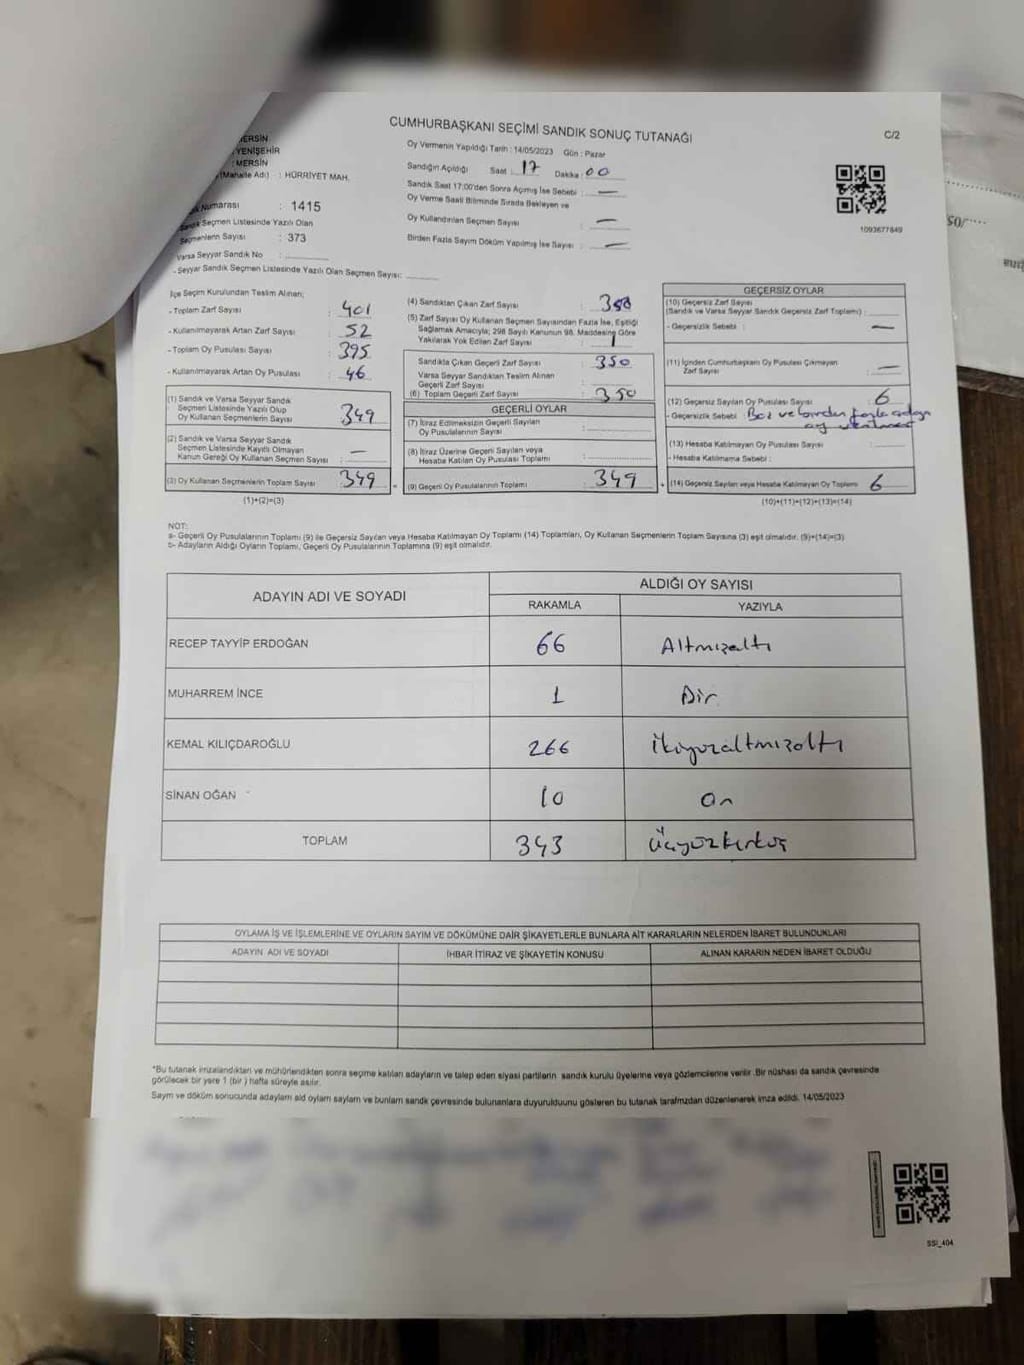 CUMHURBAŞKANI SEÇİMİ SANDIK SONUÇ TUTANAĞI
C/2
MERSİN
YENİŞEHİR
: MERSİN
(Mahalle Adı) : HÜRRİYET MAH.
Numarası : 1415
Seçmen Listesinde Yazılı Olan
Seçmenlerin Sayısı : 373
Varsa Seyyar Sandık No :
- Seyyar Sandık Seçmen Listesinde Yazılı Olan Seçmen Sayısı:
Oy Vermenin Yapıldığı Tarih : 14/05/2023 Gün : Pazar
Sandığın Açıldığı Saat : 17 Dakika : 00
Sandık Saat 17:00'den Sonra Açılmış İse Sebebi : —
Oy Verme Saati Bitiminde Sırada Bekleyen ve
Oy Kullandırılan Seçmen Sayısı : —
Birden Fazla Sayım Döküm Yapılmış İse Sayısı : —
1093677849
İlçe Seçim Kurulundan Teslim Alınan;
- Toplam Zarf Sayısı : 401
- Kullanılmayarak Artan Zarf Sayısı : 52
- Toplam Oy Pusulası Sayısı : 395
- Kullanılmayarak Artan Oy Pusulası : 46
(1) Sandık ve Varsa Seyyar Sandık
Seçmen Listesinde Yazılı Olup
Oy Kullanan Seçmenlerin Sayısı : 349
(2) Sandık ve Varsa Seyyar Sandık
Seçmen Listesinde Kayıtlı Olmayan
Kanun Gereği Oy Kullanan Seçmen Sayısı : —
(3) Oy Kullanan Seçmenlerin Toplam Sayısı : 349
(1)+(2)=(3)
(4) Sandıktan Çıkan Zarf Sayısı : 350
(5) Zarf Sayısı Oy Kullanan Seçmen Sayısından Fazla İse, Eşitliği
Sağlamak Amacıyla; 298 Sayılı Kanunun 98. Maddesine Göre
Yakılarak Yok Edilen Zarf Sayısı : 1
Sandıkta Çıkan Geçerli Zarf Sayısı : 350
Varsa Seyyar Sandıktan Teslim Alınan
Geçerli Zarf Sayısı :
(6) Toplam Geçerli Zarf Sayısı : 350
GEÇERLİ OYLAR
(7) İtiraz Edilmeksizin Geçerli Sayılan
Oy Pusulalarının Sayısı :
(8) İtiraz Üzerine Geçerli Sayılan veya
Hesaba Katılan Oy Pusulası Toplamı :
= (9) Geçerli Oy Pusulalarının Toplamı : 349
GEÇERSİZ OYLAR
(10) Geçersiz Zarf Sayısı
(Sandık ve Varsa Seyyar Sandık Geçersiz Zarf Toplamı) :
- Geçersizlik Sebebi : —
(11) İçinden Cumhurbaşkanı Oy Pusulası Çıkmayan
Zarf Sayısı : —
(12) Geçersiz Sayılan Oy Pusulası Sayısı : 6
- Geçersizlik Sebebi : Boş ve birden fazla adaya
oy verilmesi
(13) Hesaba Katılmayan Oy Pusulası Sayısı :
- Hesaba Katılmama Sebebi :
+ (14) Geçersiz Sayılan veya Hesaba Katılmayan Oy Toplamı : 6
(10)+(11)+(12)+(13)=(14)
NOT:
a- Geçerli Oy Pusulalarının Toplamı (9) ile Geçersiz Sayılan veya Hesaba Katılmayan Oy Toplamı (14) Toplamları, Oy Kullanan Seçmenlerin Toplam Sayısına (3) eşit olmalıdır. (9)+(14)=(3)
b- Adayların Aldığı Oyların Toplamı, Geçerli Oy Pusulalarının Toplamına (9) eşit olmalıdır.
ADAYIN ADI VE SOYADI
ALDIĞI OY SAYISI
RAKAMLA YAZIYLA
RECEP TAYYİP ERDOĞAN 66 Altmışaltı
MUHARREM İNCE 1 Bir
KEMAL KILIÇDAROĞLU 266 İkiyüzaltmışaltı
SİNAN OĞAN 10 On
TOPLAM 343 Üçyüzkırküç
OYLAMA İŞ VE İŞLEMLERİNE VE OYLARIN SAYIM VE DÖKÜMÜNE DAİR ŞİKAYETLERLE BUNLARA AİT KARARLARIN NELERDEN İBARET BULUNDUKLARI
ADAYIN ADI VE SOYADI İHBAR İTİRAZ VE ŞİKAYETİN KONUSU ALINAN KARARIN NEDEN İBARET OLDUĞU
*Bu tutanak imzalandıktan ve mühürlendikten sonra seçime katılan adayların ve talep eden siyasi partilerin sandık kurulu üyelerine veya gözlemcilerine verilir .Bir nüshası da sandık çevresinde
görülecek bir yere 1 (bir ) hafta süreyle asılır.
Sayım ve döküm sonucunda adayların ald oyların sayıları ve bunların sandık çevresinde bulunanlara duyurulduunu gösteren bu tutanak tarafımızdan düzenlenerek imza edildi. 14/05/2023
SSI_404